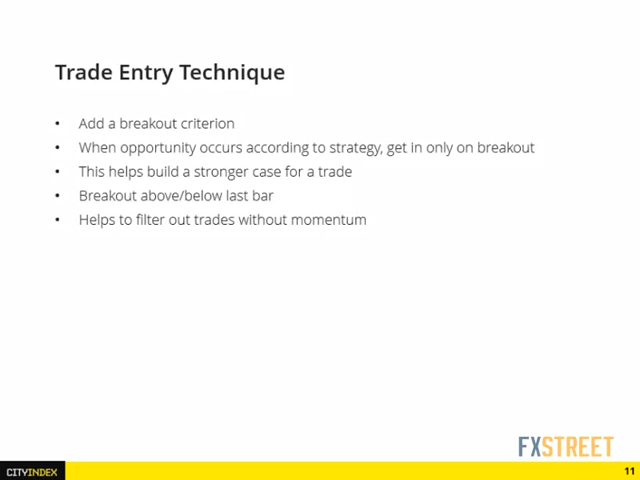 Trade Entry Technique
• Add a breakout criterion
• When opportunity occurs according to strategy, get in only on breakout
• This helps build a stronger case for a trade
• Breakout above/below last bar
• Helps to filter out trades without momentum
FXSTREET
CITYINDEX
11